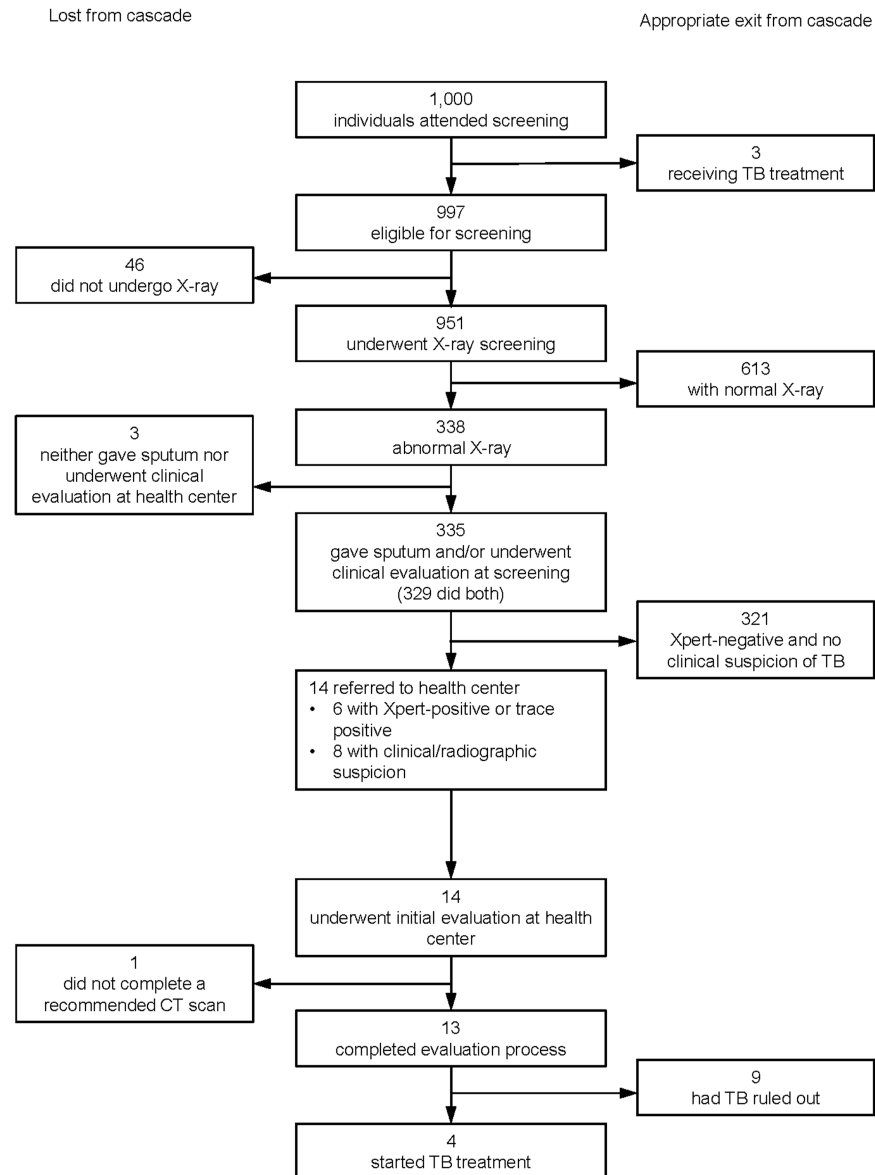 Lost from cascade
Appropriate exit from cascade
1,000
individuals attended screening
3
receiving TB treatment
997
eligible for screening
46
did not undergo X-ray
951
underwent X-ray screening
613
with normal X-ray
338
abnormal X-ray
3
neither gave sputum nor
underwent clinical
evaluation at health center
335
gave sputum and/or underwent
clinical evaluation at screening
(329 did both)
321
Xpert-negative and no
clinical suspicion of TB
14 referred to health center
• 6 with Xpert-positive or trace
positive
• 8 with clinical/radiographic
suspicion
14
underwent initial evaluation at health
center
1
did not complete a
recommended CT scan
13
completed evaluation process
9
had TB ruled out
4
started TB treatment